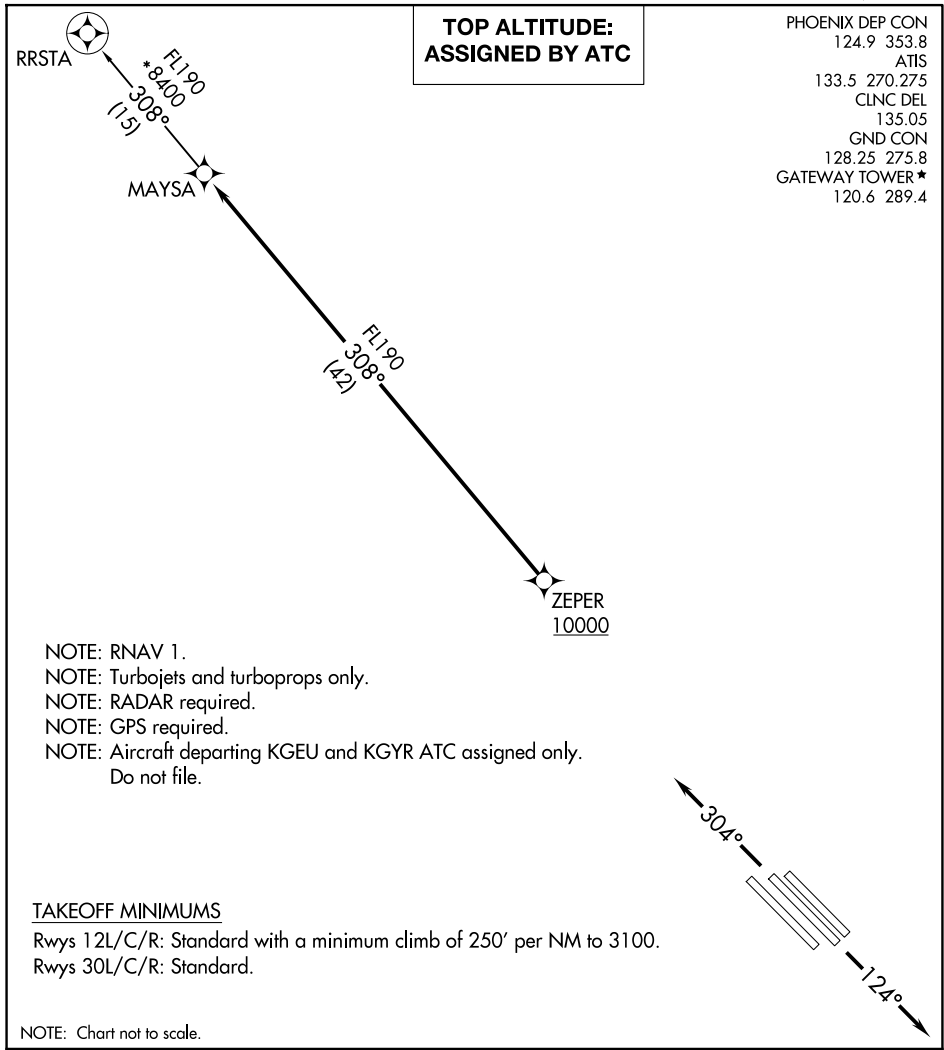 TOP ALTITUDE:
ASSIGNED BY ATC
PHOENIX DEP CON
124.9 353.8
ATIS
133.5 270.275
CLNC DEL
135.05
GND CON
128.25 275.8
GATEWAY TOWER★
120.6 289.4
RRSTA
FL190
*8400
308°
(15)
MAYSA
FL190
308°
(42)
ZEPER
10000
NOTE: RNAV 1.
NOTE: Turbojets and turboprops only.
NOTE: RADAR required.
NOTE: GPS required.
NOTE: Aircraft departing KGEU and KGYR ATC assigned only.
Do not file.
304°
124°
TAKEOFF MINIMUMS
Rwys 12L/C/R: Standard with a minimum climb of 250' per NM to 3100.
Rwys 30L/C/R: Standard.
NOTE: Chart not to scale.